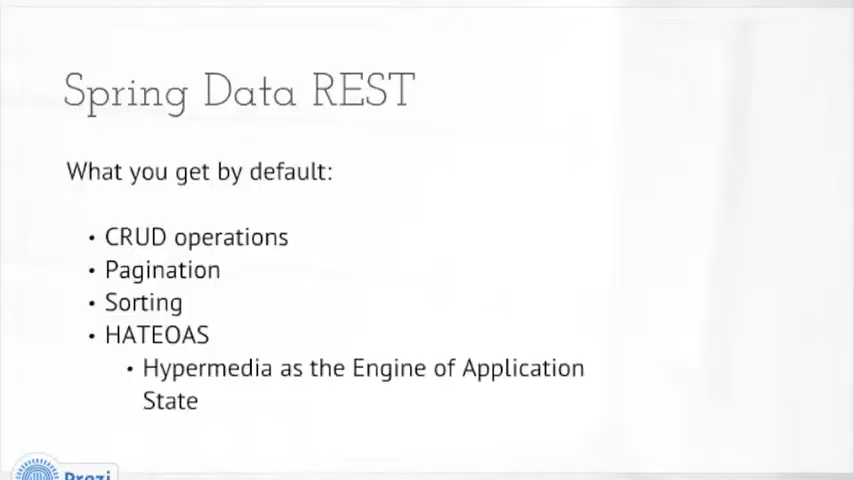 Spring Data REST
What you get by default:
• CRUD operations
• Pagination
• Sorting
• HATEOAS
• Hypermedia as the Engine of Application
State
Prezi